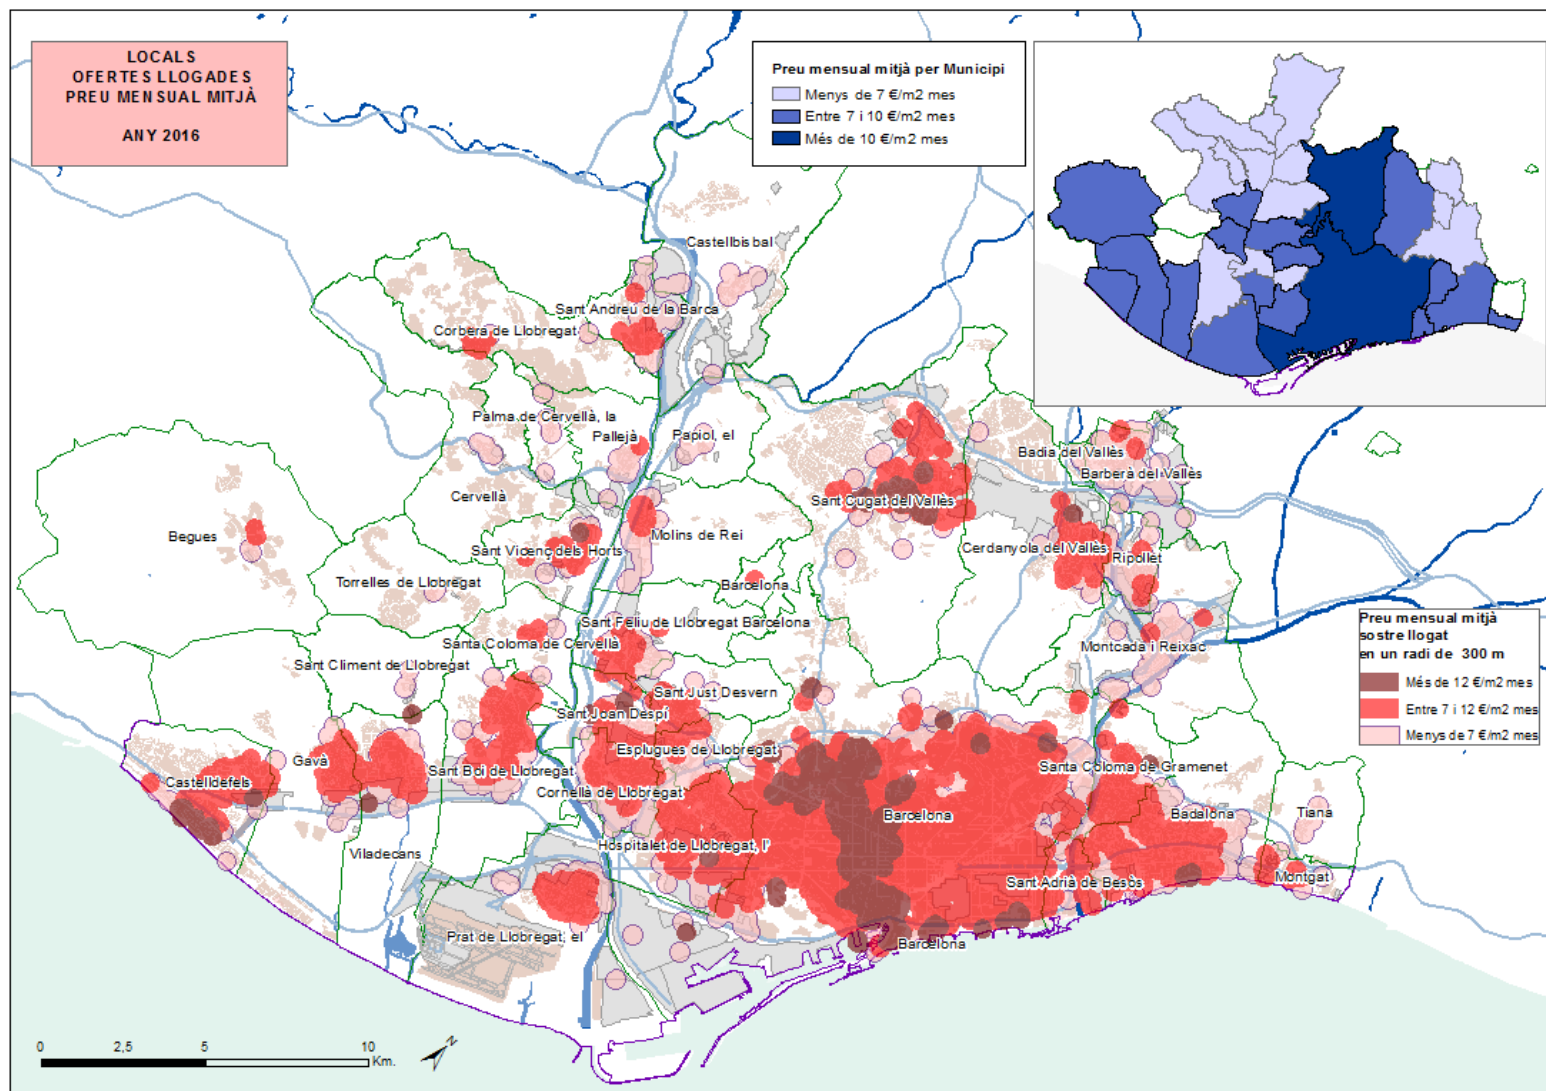 LOCALS
OFERTES LLOGADES
PREU MENSUAL MITJÀ
ANY 2016
Preu mensual mitjà per Municipi
Menys de 7 €/m2 mes
Entre 7 i 10 €/m2 mes
Més de 10 €/m2 mes
Castellbisbal
Sant Andreu de la Barca
Corbera de Llobregat
Palma de Cervellà, la
Pallejà
Papiol, el
Badia del Vallès
Barberà del Vallès
Cervellà
Sant Cugat del Vallès
Begues
Sant Vicenç dels Horts
Molins de Rei
Cerdanyola del Vallès
Ripollet
Torrelles de Llobregat
Barcelona
Sant Feliu de Llobregat
Barcelona
Santa Coloma de Cervellà
Montcada i Reixac
Sant Climent de Llobregat
Sant Just Desvern
Sant Joan Despí
Esplugues de Llobregat
Gavà
Sant Boi de Llobregat
Santa Coloma de Gramenet
Castelldefels
Cornellà de Llobregat
Barcelona
Badalona
Tiana
Viladecans
Hospitalet de Llobregat, l'
Sant Adrià de Besòs
Montgat
Prat de Llobregat, el
Barcelona
Preu mensual mitjà
sostre llogat
en un radi de 300 m
Més de 12 €/m2 mes
Entre 7 i 12 €/m2 mes
Menys de 7 €/m2 mes
0 2,5 5 10
Km.
N